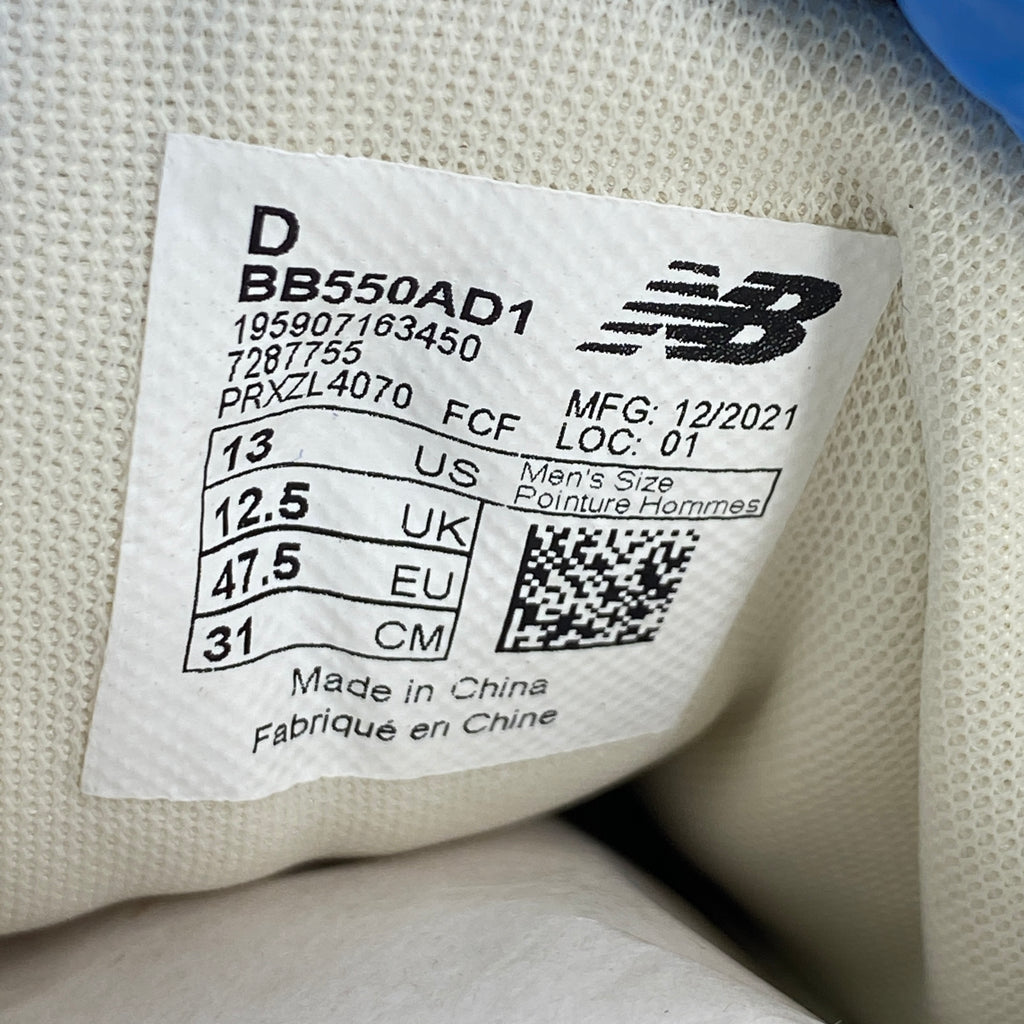 D
BB550AD1
195907163450
7287755
PRXZL4070 FCF
NB
MFG: 12/2021
LOC: 01
13 US Men's Size
Pointure Hommes
12.5 UK
47.5 EU
31 CM
Made in China
Fabriqué en Chine